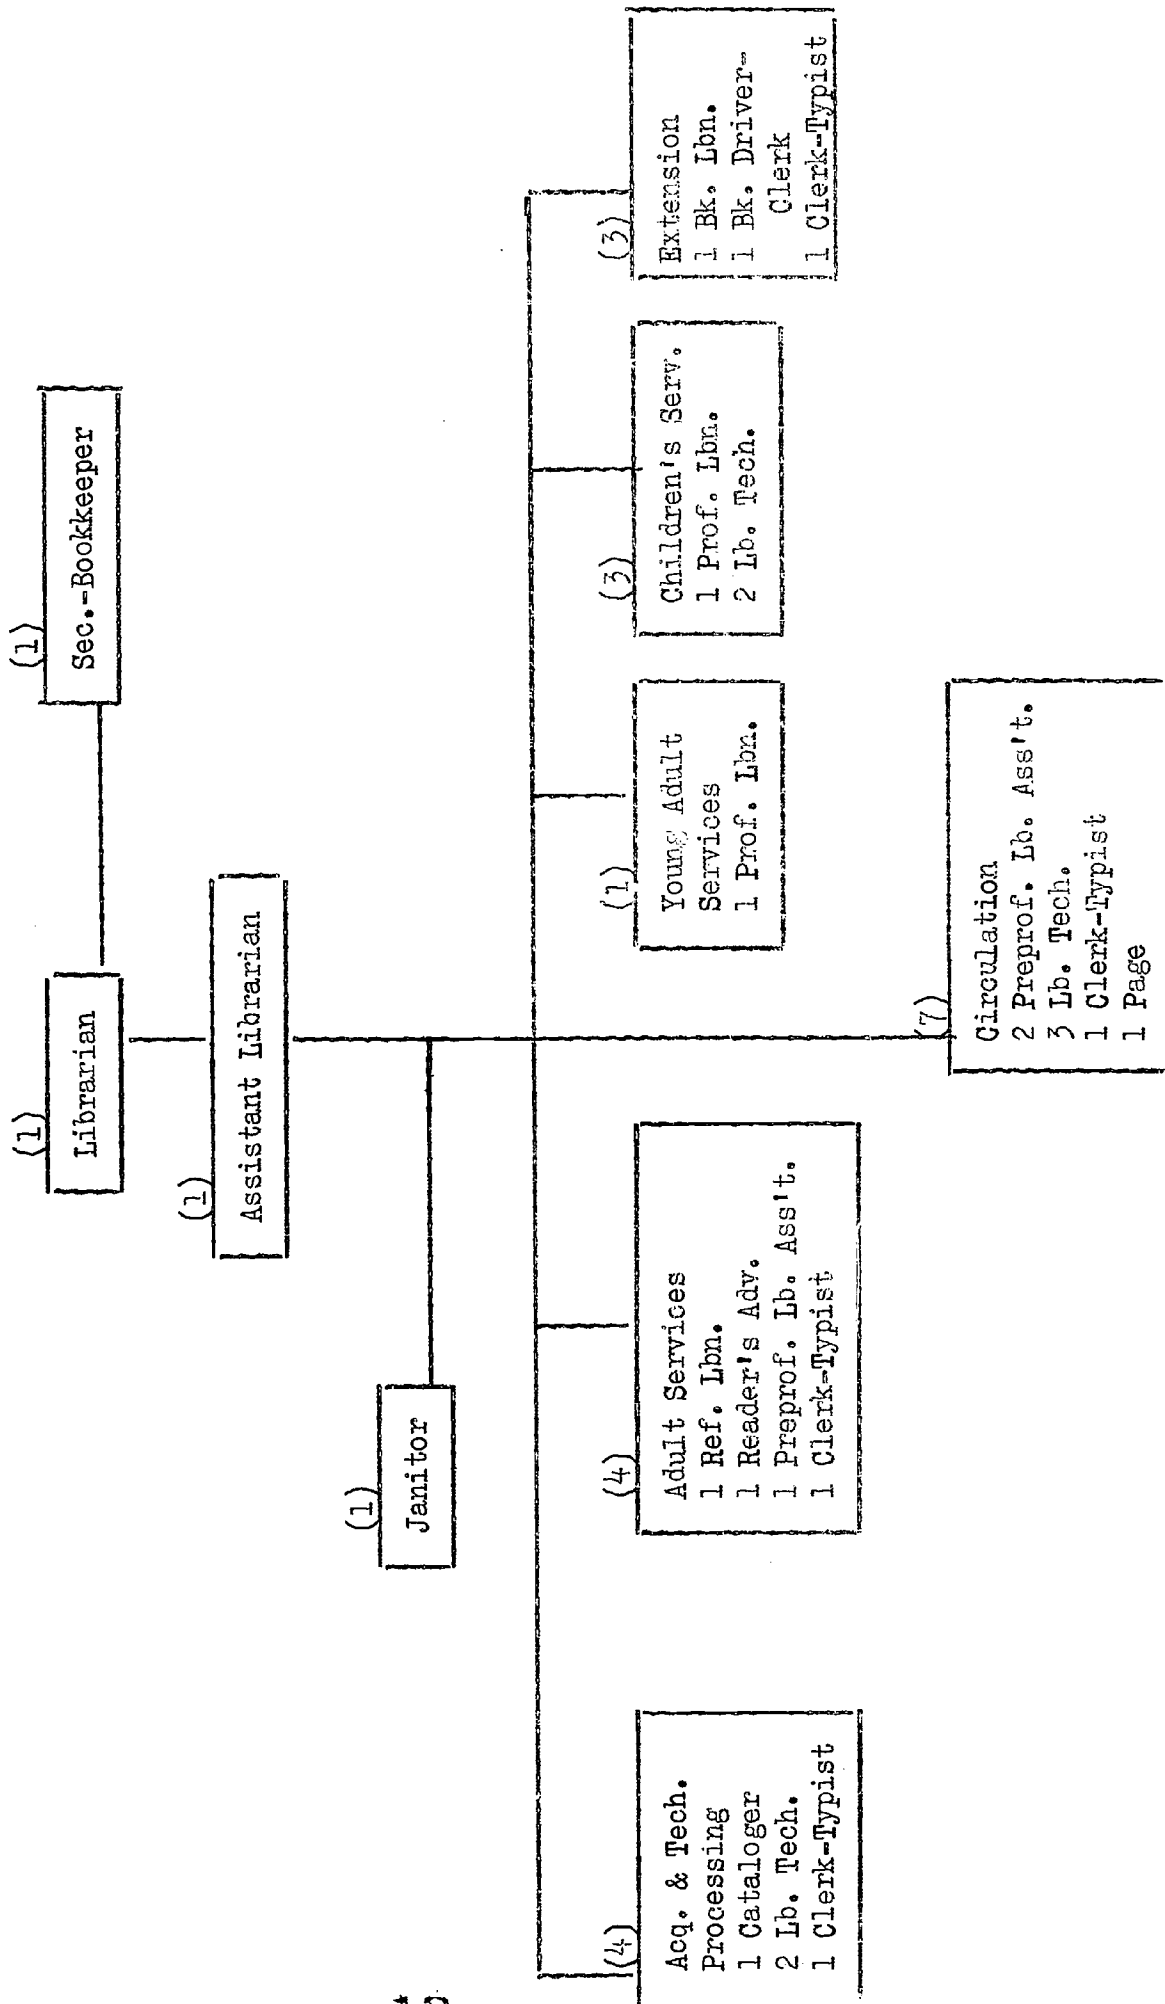 (1)
Librarian
(1)
Sec.-Bookkeeper
(1)
Assistant Librarian
(1)
Janitor
(4)
Acq. & Tech.
Processing
1 Cataloger
2 Lb. Tech.
1 Clerk-Typist
(4)
Adult Services
1 Ref. Lbn.
1 Reader's Adv.
1 Preprof. Lb. Ass't.
1 Clerk-Typist
(1)
Young Adult
Services
1 Prof. Lbn.
(3)
Children's Serv.
1 Prof. Lbn.
2 Lb. Tech.
(3)
Extension
1 Bk. Lbn.
1 Bk. Driver-
Clerk
1 Clerk-Typist
(7)
Circulation
2 Preprof. Lb. Ass't.
3 Lb. Tech.
1 Clerk-Typist
1 Page